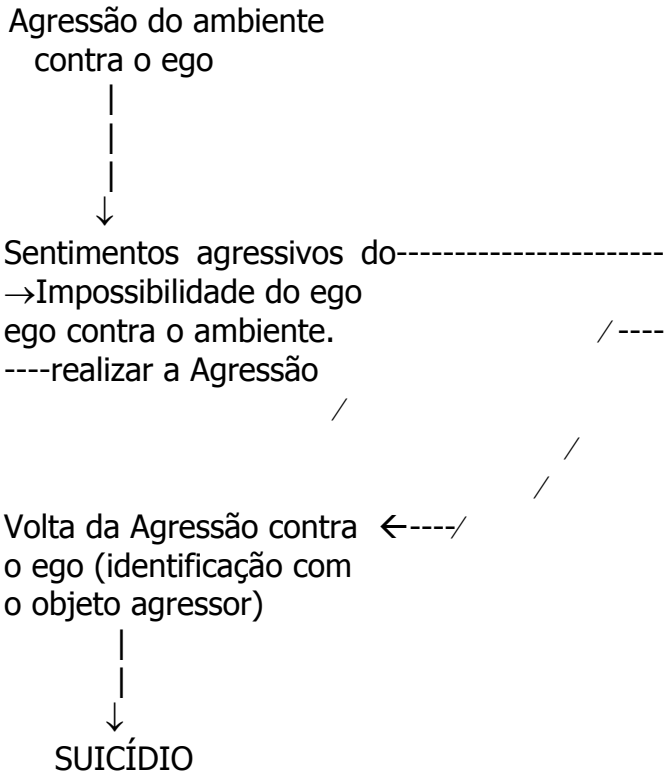 Agressão do ambiente
contra o ego
|
|
|
↓
Sentimentos agressivos do-----------------------
→Impossibilidade do ego
ego contra o ambiente. / ----
----realizar a Agressão
/
/
/
Volta da Agressão contra ←----/
o ego (identificação com
o objeto agressor)
|
|
↓
SUICÍDIO